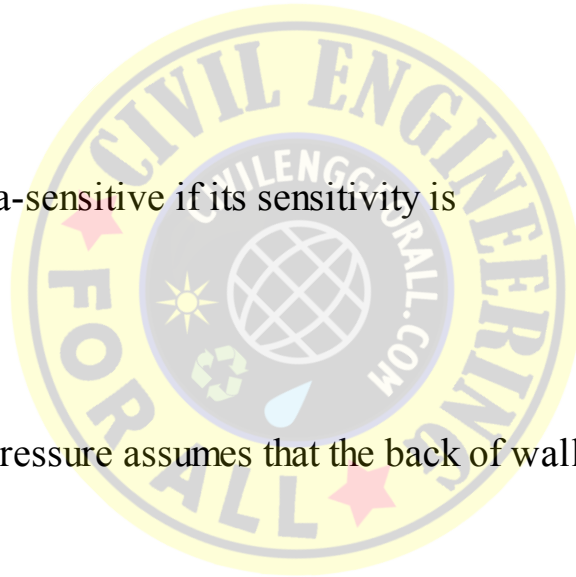 CIVIL ENGINEERING
CIVILENGGFORALL.COM
a-sensitive if its sensitivity is
FOR ALL
ressure assumes that the back of wall